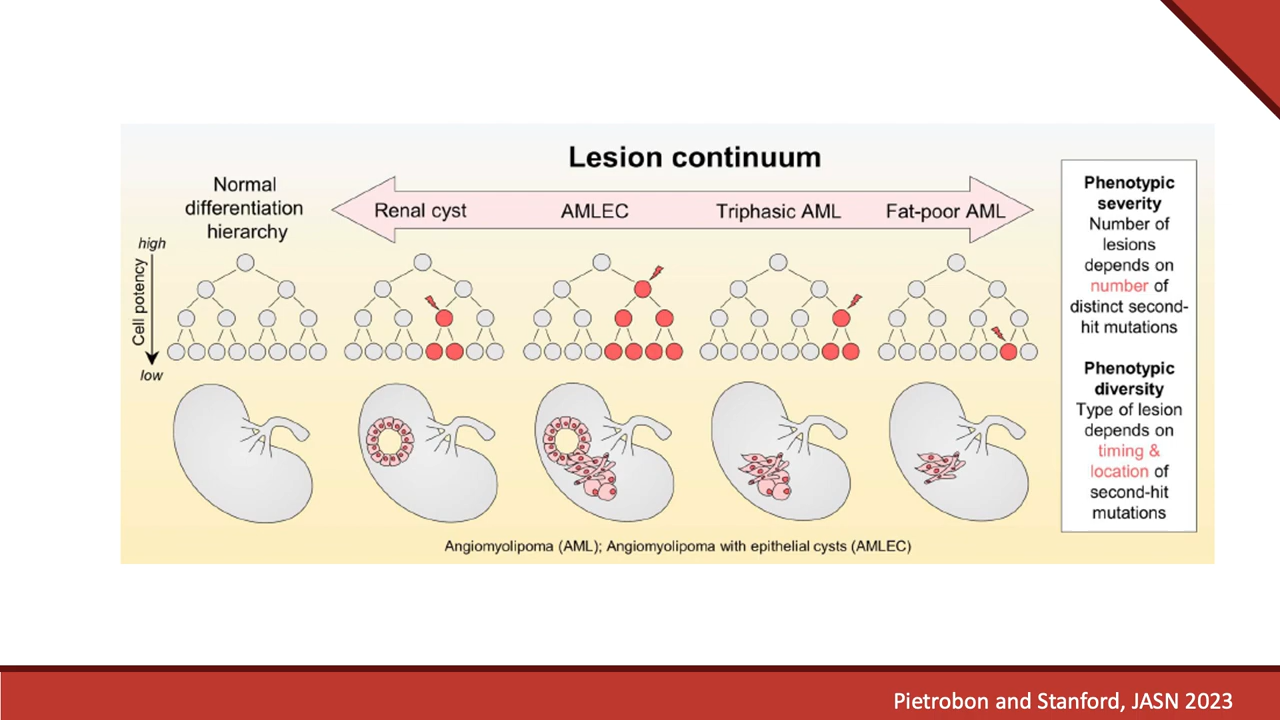 Lesion continuum
Normal
differentiation
hierarchy
Renal cyst
AMLEC
Triphasic AML
Fat-poor AML
high
Cell potency
low
Angiomyolipoma (AML); Angiomyolipoma with epithelial cysts (AMLEC)
Phenotypic
severity
Number of
lesions
depends on
number of
distinct second-
hit mutations
Phenotypic
diversity
Type of lesion
depends on
timing &
location of
second-hit
mutations
Pietrobon and Stanford, JASN 2023